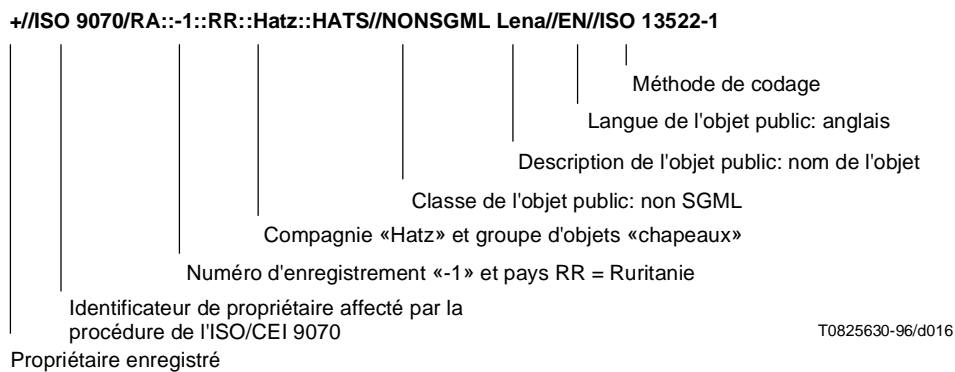 +//ISO 9070/RA::-1::RR::Hatz::HATS//NONSGML Lena//EN//ISO 13522-1
Méthode de codage
Langue de l'objet public: anglais
Description de l'objet public: nom de l'objet
Classe de l'objet public: non SGML
Compagnie «Hatz» et groupe d'objets «chapeaux»
Numéro d'enregistrement «-1» et pays RR = Ruritanie
Identificateur de propriétaire affecté par la
procédure de l'ISO/CEI 9070
T0825630-96/d016
Propriétaire enregistré